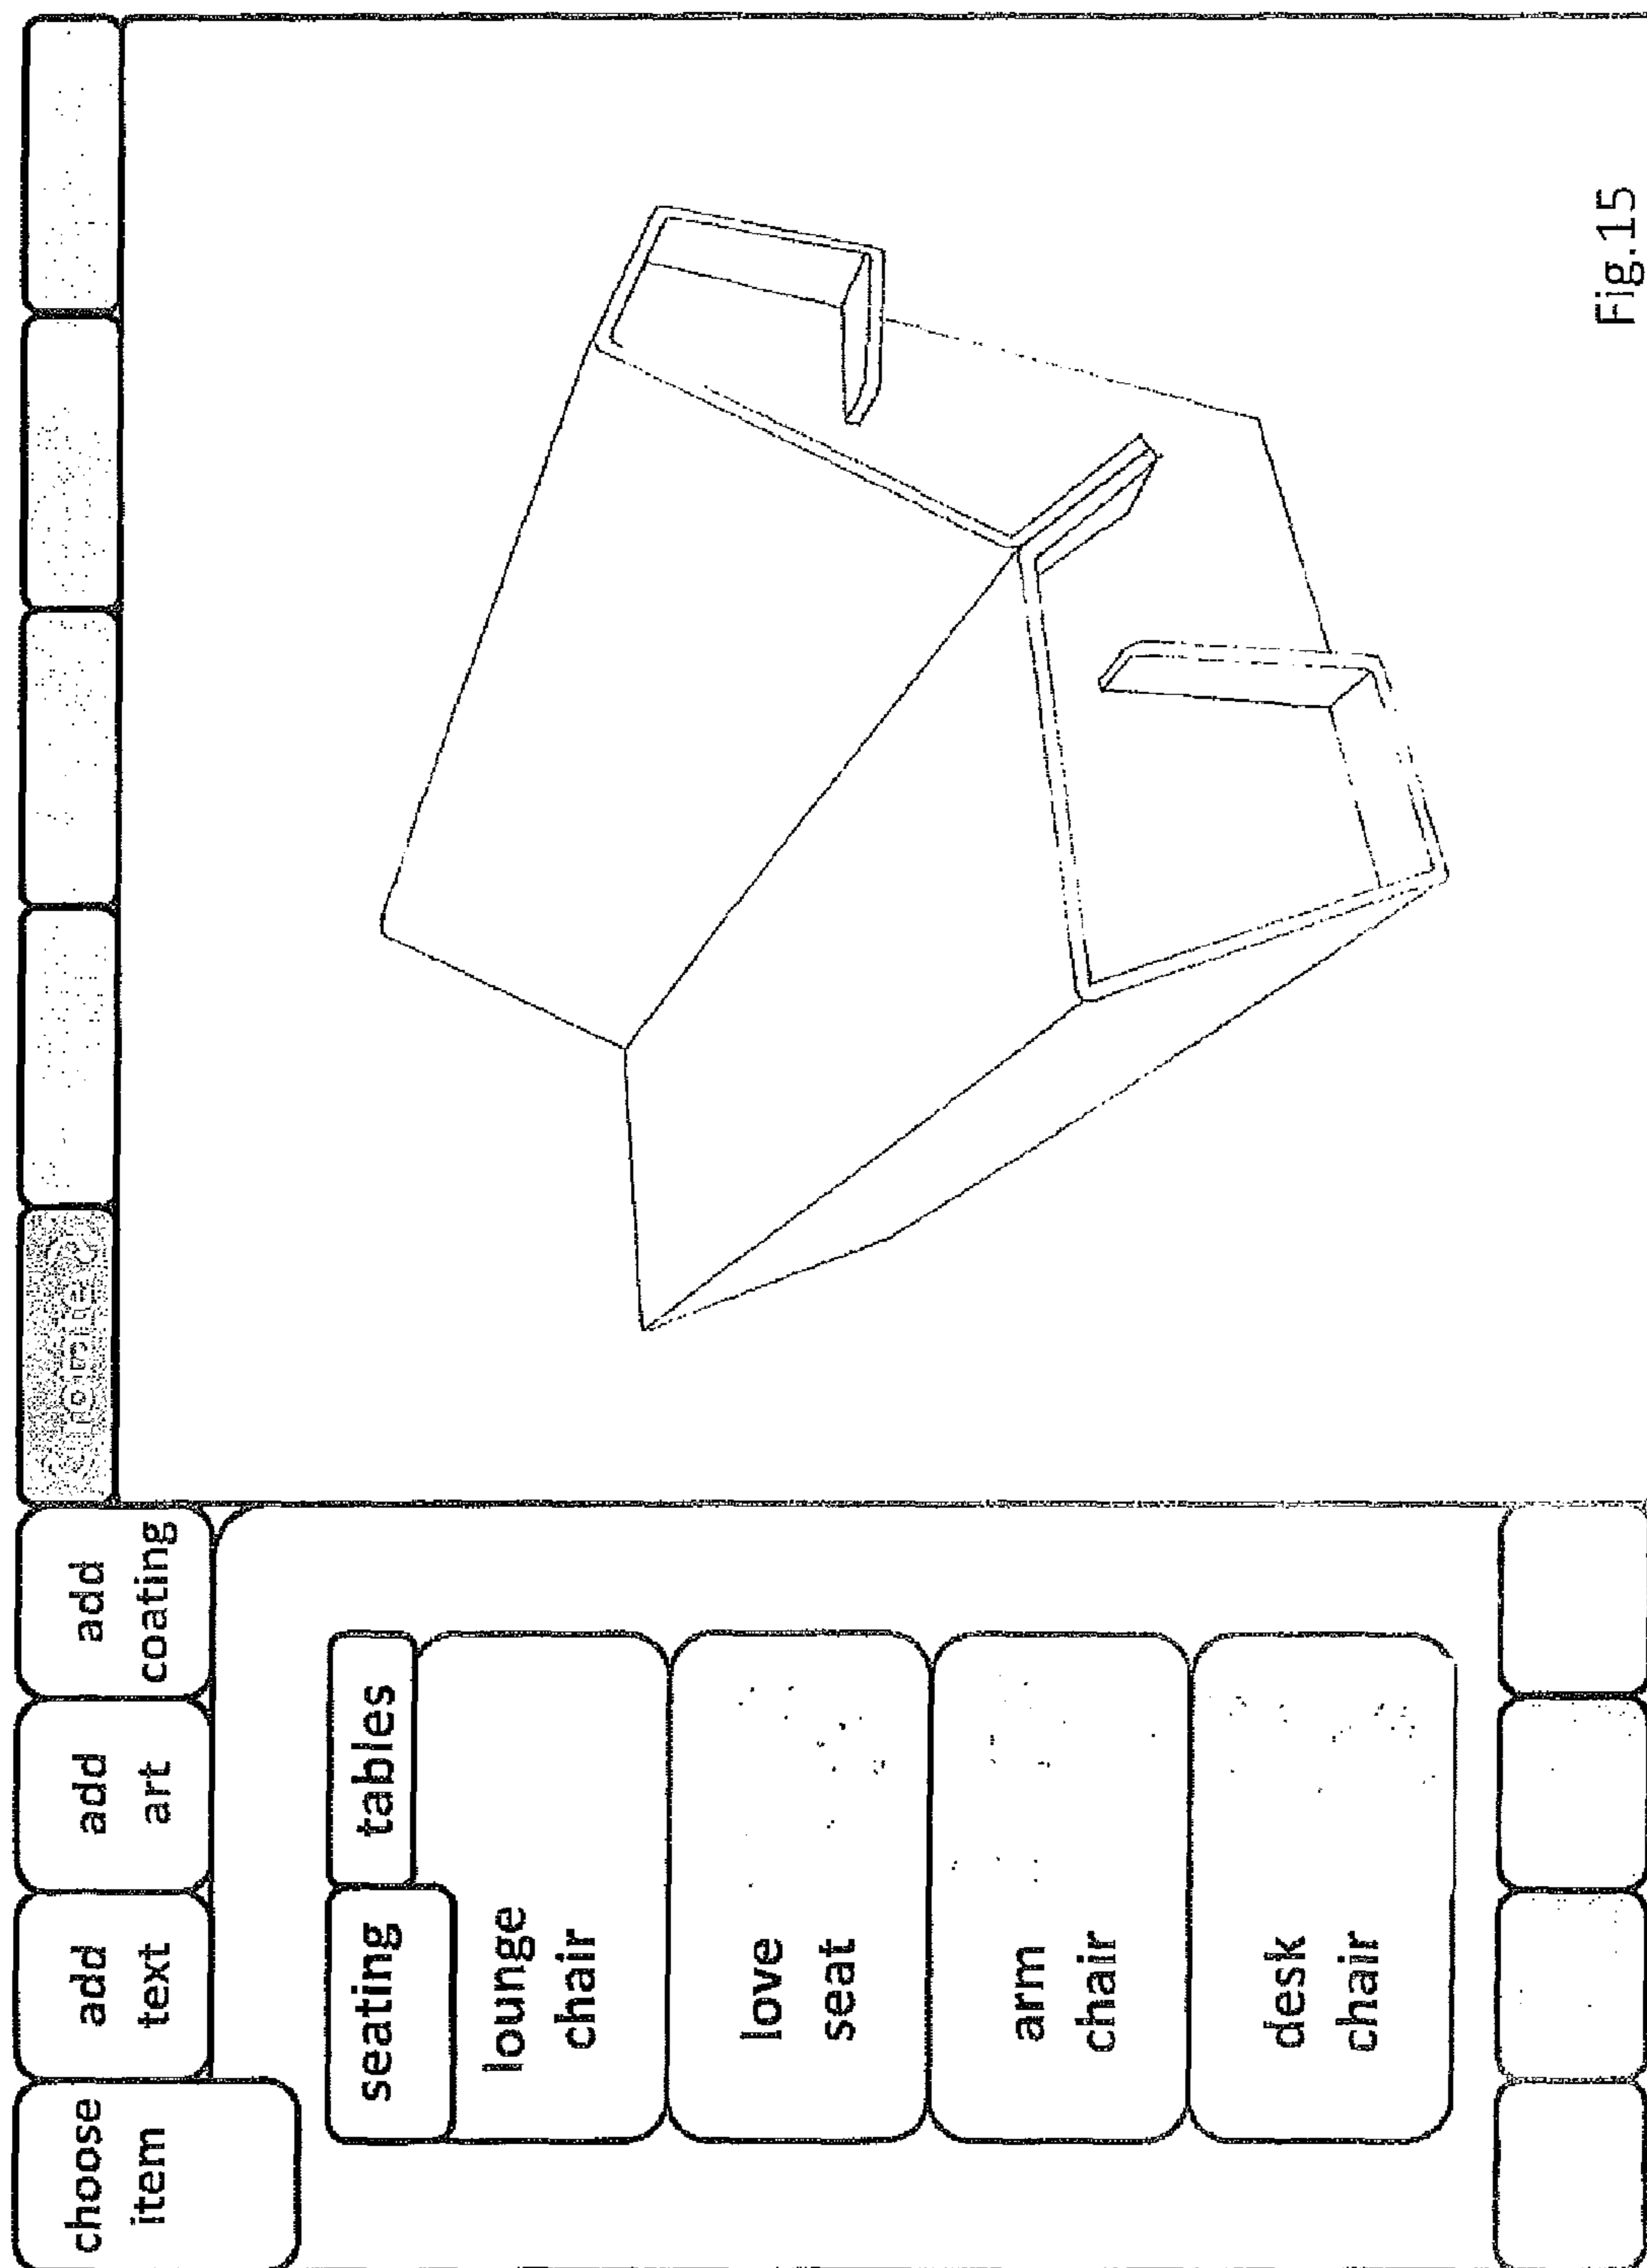 choose
item
add
text
add
art
add
coating
seating
tables
lounge
chair
love
seat
arm
chair
desk
chair
Fig.15